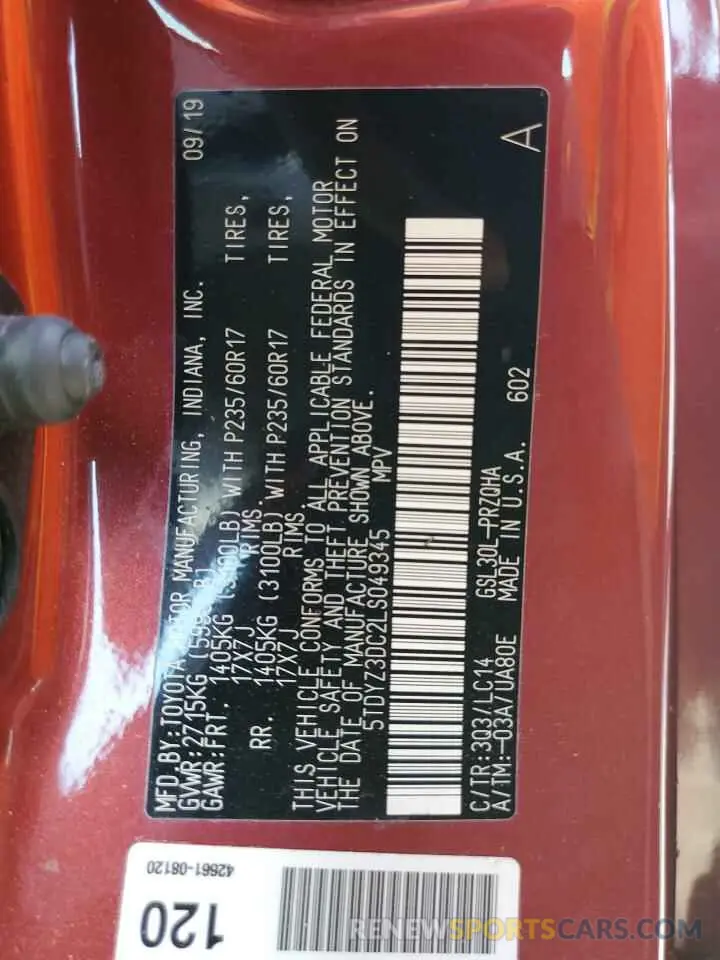 MFD.BY:TOYOTA MOTOR MANUFACTURING, INDIANA, INC. 09/19
GVWR:2715KG
GAWR:FRT. 1405KG (3100LB) WITH P235/60R17 TIRES,
17X7J RIMS.
RR. 1405KG (3100LB) WITH P235/60R17 TIRES,
17X7J RIMS.
THIS VEHICLE CONFORMS TO ALL APPLICABLE FEDERAL MOTOR
VEHICLE SAFETY AND THEFT PREVENTION STANDARDS IN EFFECT ON
THE DATE OF MANUFACTURE SHOWN ABOVE.
5TDYZ3DC2LS049345 MPV
C/TR:3Q3/LC14 GSL30L-PRZQHA
A/TM:-03A/UA80E MADE IN U.S.A. 602
A
42661-08120
120
RENEWSPORTSCARS.COM